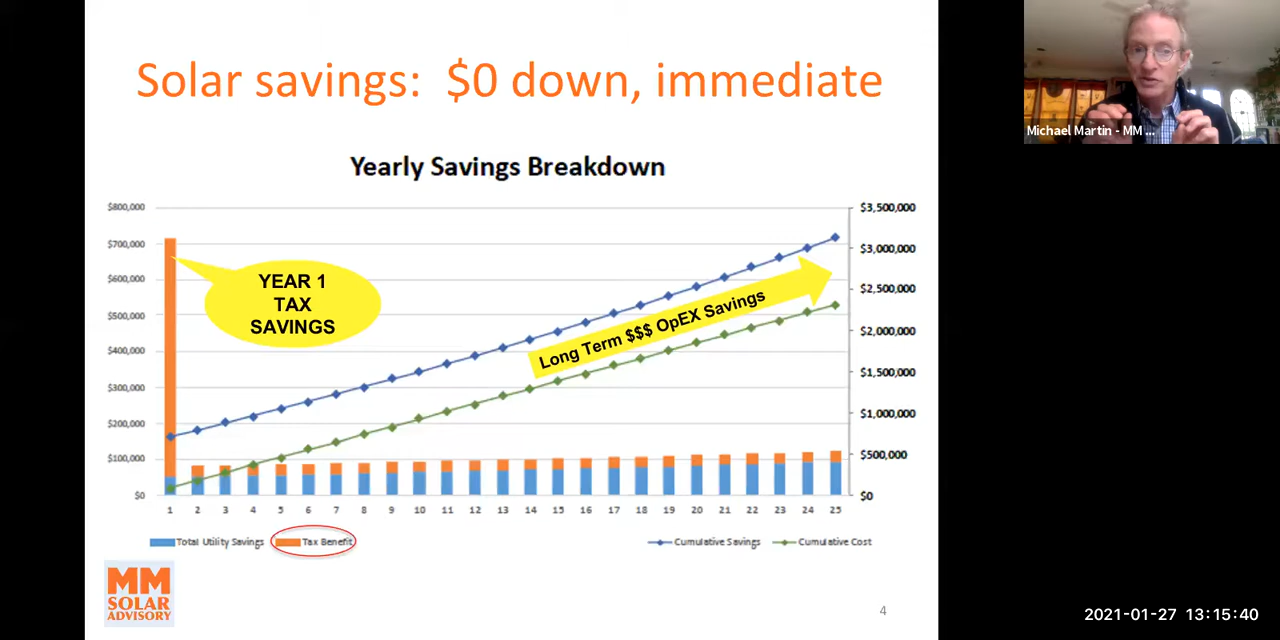 Solar savings:  $0 down, immediate
Michael Martin - MM ...
Yearly Savings Breakdown
$800,000
$700,000
$600,000
$500,000
$400,000
$300,000
$200,000
$100,000
$0
$3,500,000
$3,000,000
$2,500,000
$2,000,000
$1,500,000
$1,000,000
$500,000
$0
YEAR 1
TAX
SAVINGS
Long Term $$$ OpEX Savings
1 2 3 4 5 6 7 8 9 10 11 12 13 14 15 16 17 18 19 20 21 22 23 24 25
Total Utility Savings Tax Benefit Cumulative Savings Cumulative Cost
MM
SOLAR
ADVISORY
4
2021-01-27 13:15:40